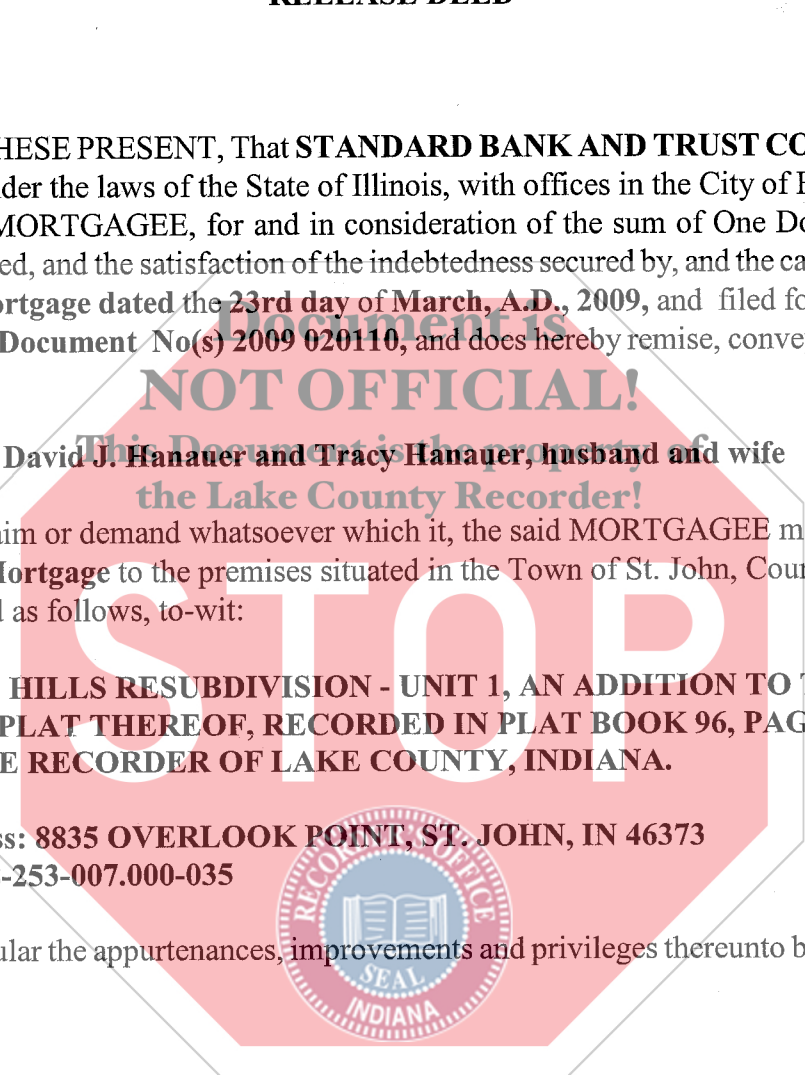 RELEASE DEED
HESE PRESENT, That STANDARD BANK AND TRUST CO
der the laws of the State of Illinois, with offices in the City of
MORTGAGEE, for and in consideration of the sum of One Do
ed, and the satisfaction of the indebtedness secured by, and the ca
ortgage dated the 23rd day of March, A.D., 2009, and filed fo
Document No(s) 2009 020110, and does hereby remise, conve
Document is
NOT OFFICIAL!
David J. Hanauer and Tracy Hanauer, husband and wife
This Document is the property of
the Lake County Recorder!
aim or demand whatsoever which it, the said MORTGAGEE m
Mortgage to the premises situated in the Town of St. John, Coun
d as follows, to-wit:
STOP
HILLS RESUBDIVISION - UNIT 1, AN ADDITION TO T
PLAT THEREOF, RECORDED IN PLAT BOOK 96, PAG
E RECORDER OF LAKE COUNTY, INDIANA.
ss: 8835 OVERLOOK POINT, ST. JOHN, IN 46373
-253-007.000-035
RECORDER'S OFFICE
SEAL
INDIANA
ular the appurtenances, improvements and privileges thereunto b